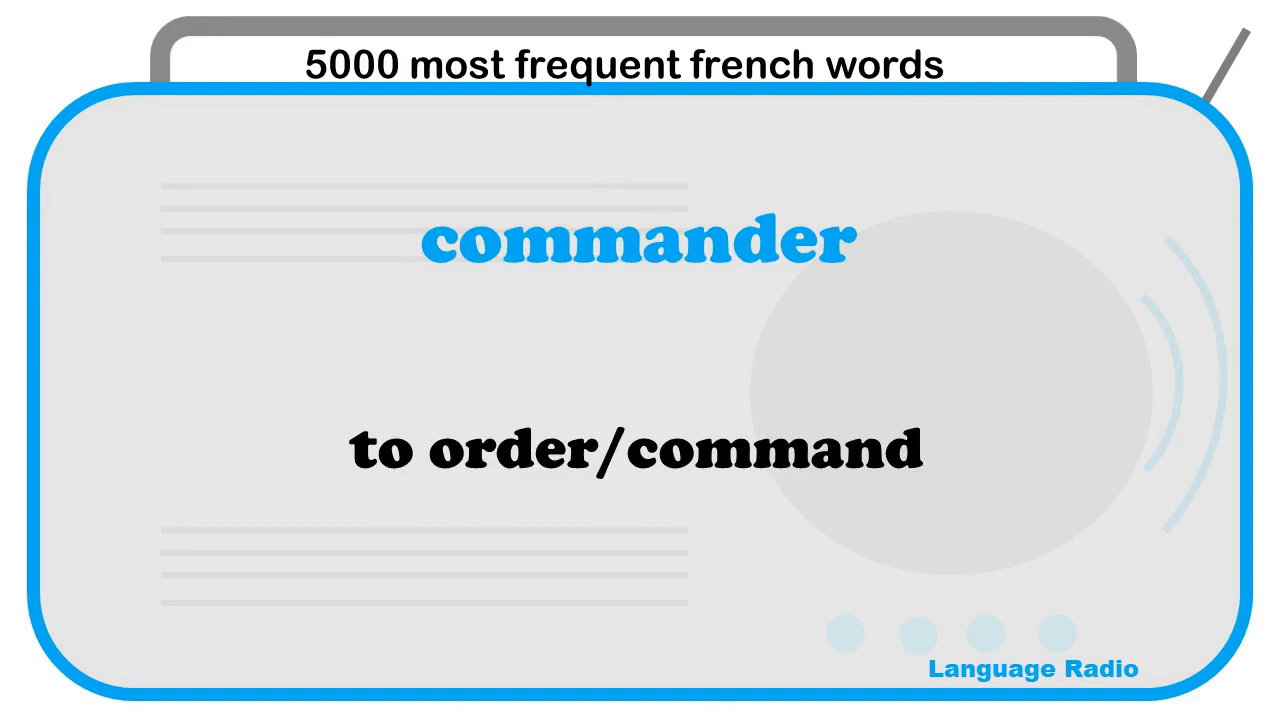 5000 most frequent french words
commander
to order/command
Language Radio